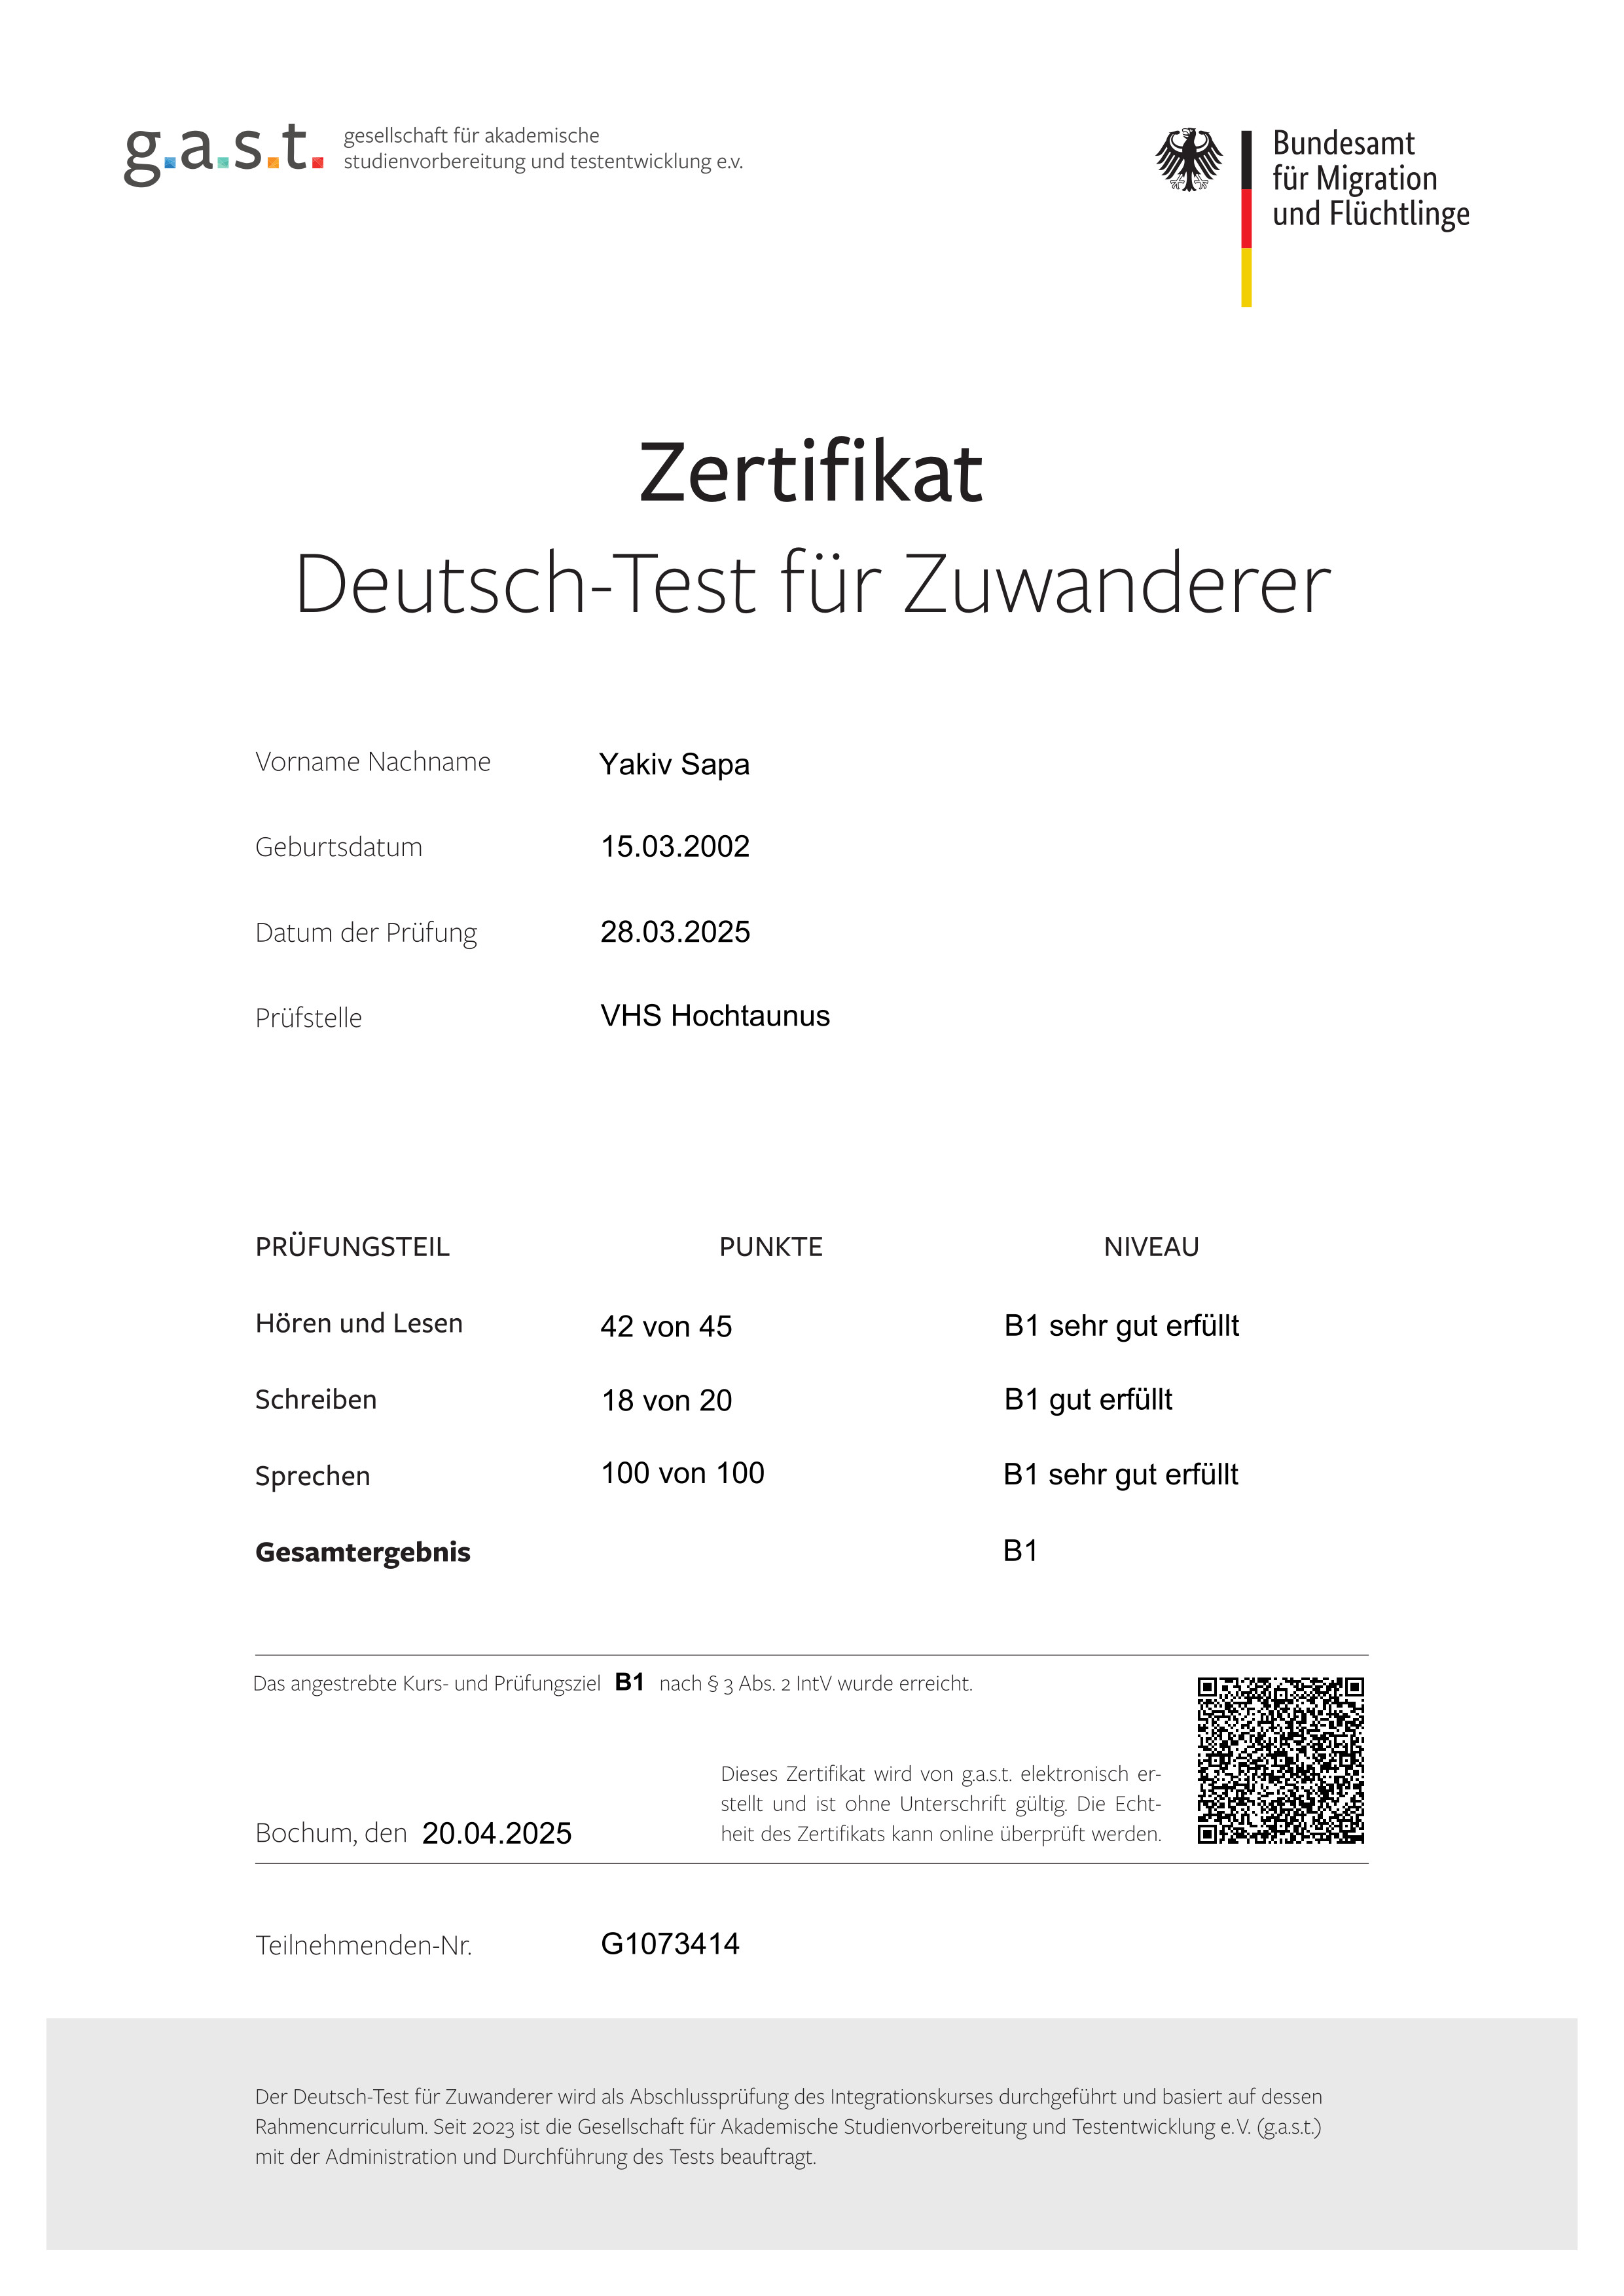 g.a.s.t. gesellschaft für akademische
studienvorbereitung und testentwicklung e.v.
Bundesamt
für Migration
und Flüchtlinge
Zertifikat
Deutsch-Test für Zuwanderer
Vorname Nachname Yakiv Sapa
Geburtsdatum 15.03.2002
Datum der Prüfung 28.03.2025
Prüfstelle VHS Hochtaunus
PRÜFUNGSTEIL PUNKTE NIVEAU
Hören und Lesen 42 von 45 B1 sehr gut erfüllt
Schreiben 18 von 20 B1 gut erfüllt
Sprechen 100 von 100 B1 sehr gut erfüllt
Gesamtergebnis B1
Das angestrebte Kurs- und Prüfungsziel B1 nach § 3 Abs. 2 IntV wurde erreicht.
Dieses Zertifikat wird von g.a.s.t. elektronisch er-
stellt und ist ohne Unterschrift gültig. Die Echt-
heit des Zertifikats kann online überprüft werden.
Bochum, den 20.04.2025
Teilnehmenden-Nr. G1073414
Der Deutsch-Test für Zuwanderer wird als Abschlussprüfung des Integrationskurses durchgeführt und basiert auf dessen
Rahmencurriculum. Seit 2023 ist die Gesellschaft für Akademische Studienvorbereitung und Testentwicklung e.V. (g.a.s.t.)
mit der Administration und Durchführung des Tests beauftragt.